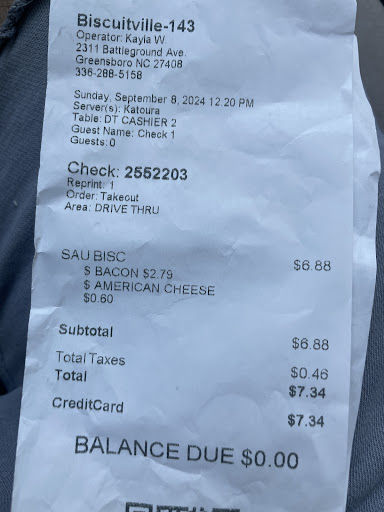 Biscuitville-143
Operator: Kayla W
2311 Battleground Ave.
Greensboro NC 27408
336-288-5158
Sunday, September 8, 2024 12:20 PM
Server(s): Katoura
Table: DT CASHIER 2
Guest Name: Check 1
Guests: 0
Check: 2552203
Reprint: 1
Order: Takeout
Area: DRIVE THRU
SAU BISC $6.88
$ BACON $2.79
$ AMERICAN CHEESE
$0.60
Subtotal $6.88
Total Taxes $0.46
Total $7.34
CreditCard $7.34
BALANCE DUE $0.00